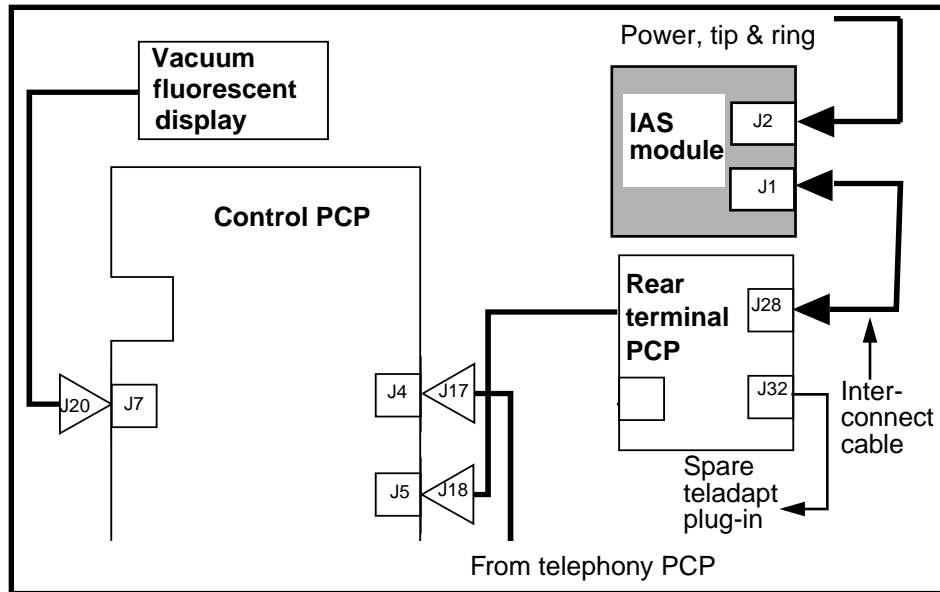 Power, tip & ring
Vacuum
fluorescent
display
IAS
module
J2
J1
Control PCP
Rear
terminal
PCP
J28
J20
J7
J4
J17
J32
Inter-
connect
cable
J5
J18
Spare
teladapt
plug-in
From telephony PCP